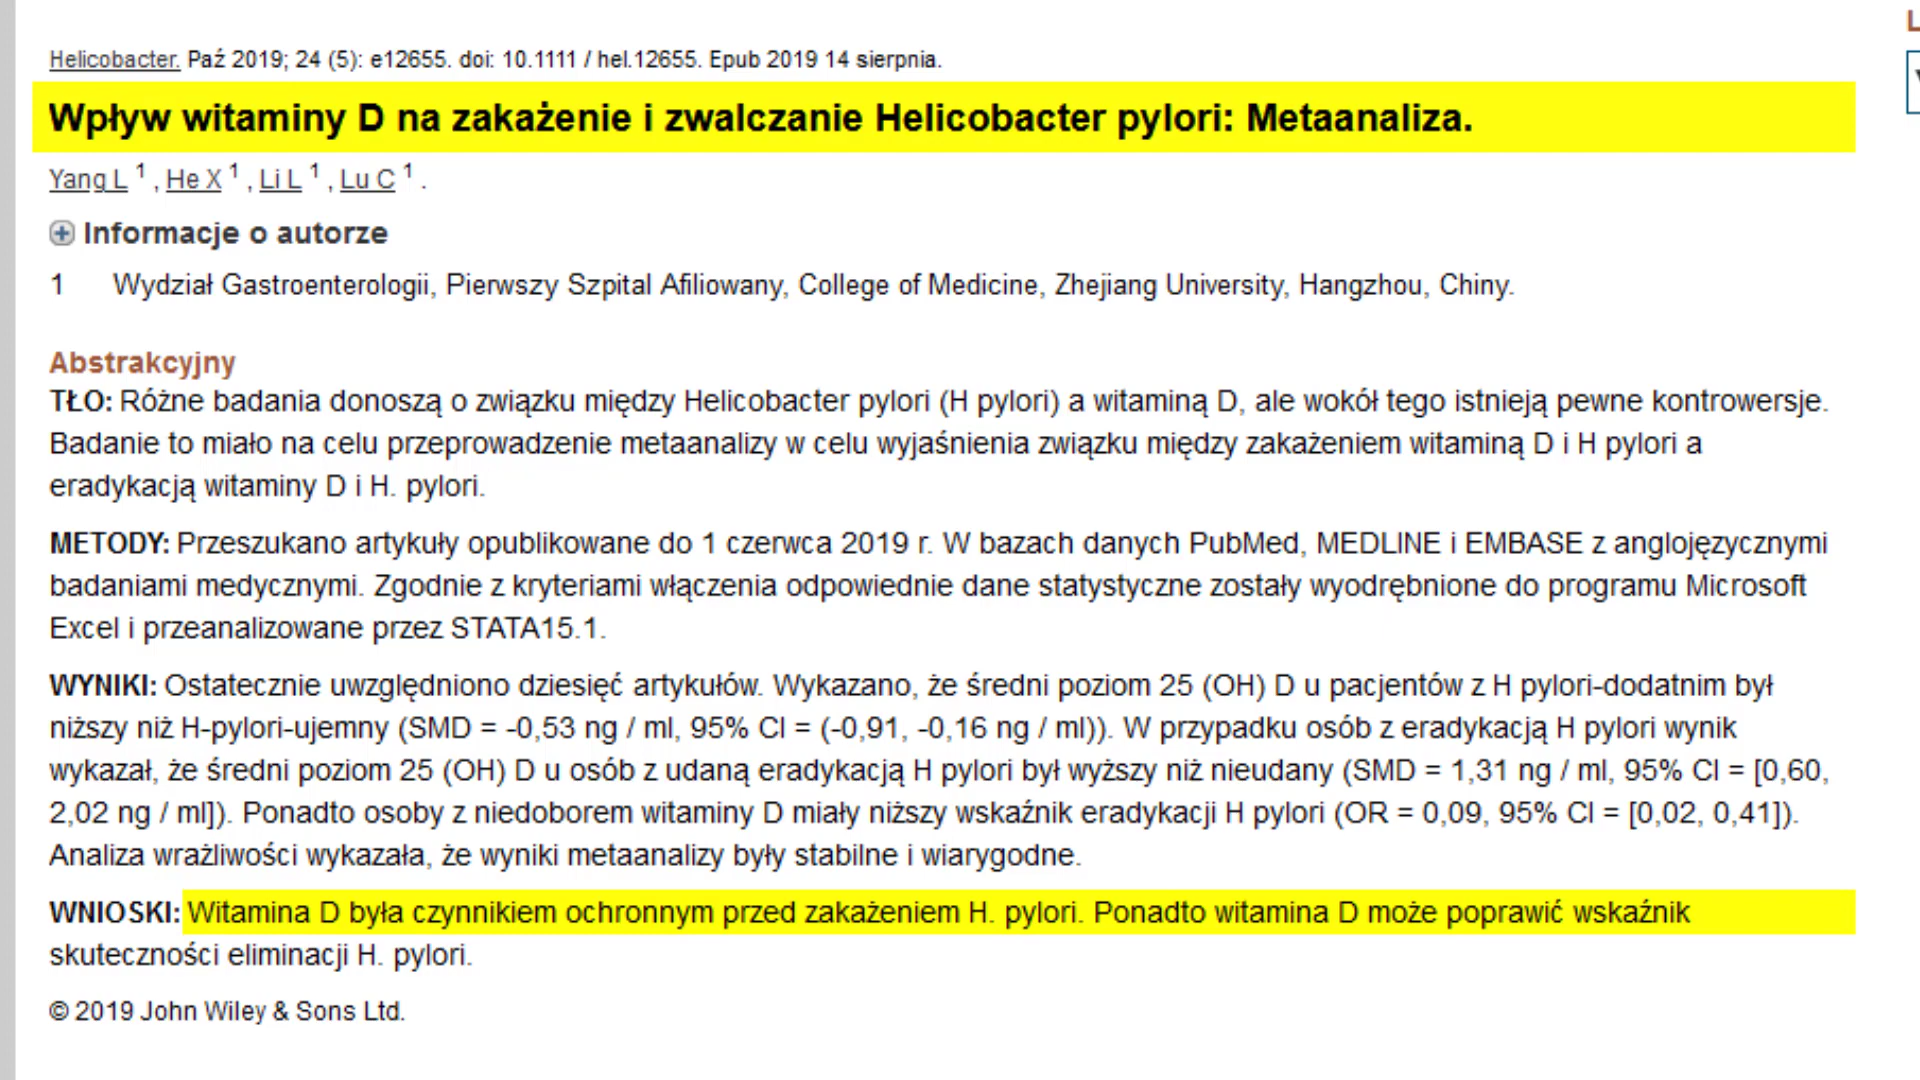 L
Helicobacter. Paź 2019; 24 (5): e12655. doi: 10.1111 / hel.12655. Epub 2019 14 sierpnia.
Wpływ witaminy D na zakażenie i zwalczanie Helicobacter pylori: Metaanaliza.
Yang L 1 , He X 1 , Li L 1 , Lu C 1 .
Informacje o autorze
1 Wydział Gastroenterologii, Pierwszy Szpital Afiliowany, College of Medicine, Zhejiang University, Hangzhou, Chiny.
Abstrakcyjny
TŁO: Różne badania donoszą o związku między Helicobacter pylori (H pylori) a witaminą D, ale wokół tego istnieją pewne kontrowersje.
Badanie to miało na celu przeprowadzenie metaanalizy w celu wyjaśnienia związku między zakażeniem witaminą D i H pylori a
eradykacją witaminy D i H. pylori.
METODY: Przeszukano artykuły opublikowane do 1 czerwca 2019 r. W bazach danych PubMed, MEDLINE i EMBASE z anglojęzycznymi
badaniami medycznymi. Zgodnie z kryteriami włączenia odpowiednie dane statystyczne zostały wyodrębnione do programu Microsoft
Excel i przeanalizowane przez STATA15.1.
WYNIKI: Ostatecznie uwzględniono dziesięć artykułów. Wykazano, że średni poziom 25 (OH) D u pacjentów z H pylori-dodatnim był
niższy niż H-pylori-ujemny (SMD = -0,53 ng / ml, 95% CI = (-0,91, -0,16 ng / ml)). W przypadku osób z eradykacją H pylori wynik
wykazał, że średni poziom 25 (OH) D u osób z udaną eradykacją H pylori był wyższy niż nieudany (SMD = 1,31 ng / ml, 95% CI = [0,60,
2,02 ng / ml]). Ponadto osoby z niedoborem witaminy D miały niższy wskaźnik eradykacji H pylori (OR = 0,09, 95% CI = [0,02, 0,41]).
Analiza wrażliwości wykazała, że wyniki metaanalizy były stabilne i wiarygodne.
WNIOSKI: Witamina D była czynnikiem ochronnym przed zakażeniem H. pylori. Ponadto witamina D może poprawić wskaźnik
skuteczności eliminacji H. pylori.
© 2019 John Wiley & Sons Ltd.